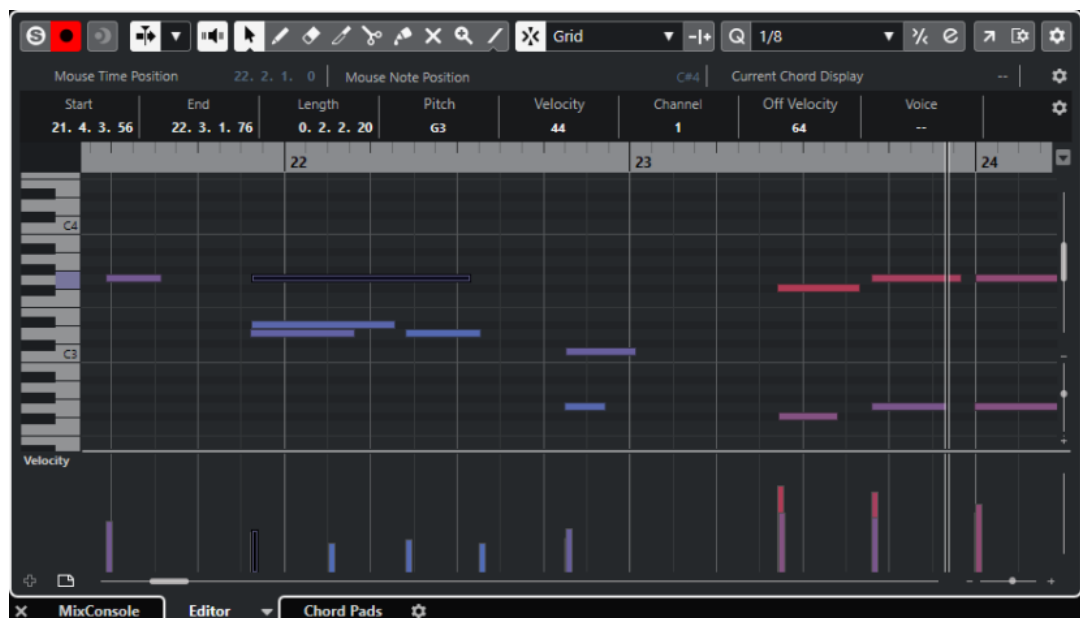 S Grid Q 1/8 e
Mouse Time Position 22. 2. 1. 0 Mouse Note Position C#4 Current Chord Display --
Start End Length Pitch Velocity Channel Off Velocity Voice
21. 4. 3. 56 22. 3. 1. 76 0. 2. 2. 20 G3 44 1 64 --
22 23 24
C4
C3
Velocity
MixConsole Editor Chord Pads